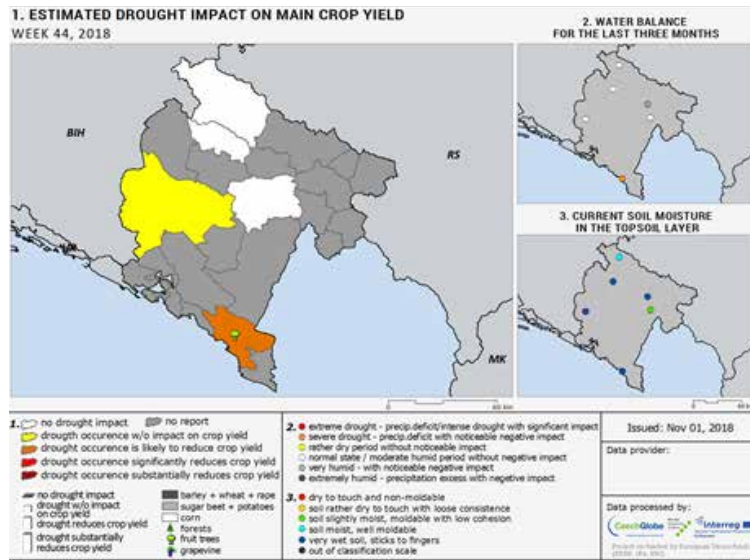 1. ESTIMATED DROUGHT IMPACT ON MAIN CROP YIELD
WEEK 44, 2018
2. WATER BALANCE
FOR THE LAST THREE MONTHS
BIH
RS
MK
3. CURRENT SOIL MOISTURE
IN THE TOPSOIL LAYER
1.
no drought impact
no report
drougth occurence w/o impact on crop yield
drought occurence is likely to reduce crop yield
drought occurence significantly reduces crop yield
drought occurence substantially reduces crop yield
no drought impact
drought w/o impact
on crop yield
drought reduces crop yield
drought substantially
reduces crop yield
barley + wheat + rape
sugar beet + potatoes
corn
forests
fruit trees
grapevine
2.
extreme drought - precip.deficit/intense drought with significant impact
severe drought - precip.deficit with noticeable negative impact
rather dry period without noticeable impact
normal state / moderate humid period without negative impact
very humid - with noticeable negative impact
extremely humid - precipitation excess with negative impact
3.
dry to touch and non-moldable
soil rather dry to touch with loose consistence
soil slightly moist, moldable with low cohesion
soil moist, well moldable
very wet soil, sticks to fingers
out of classification scale
Issued: Nov 01, 2018
Data provider:
Data processed by:
CzechGlobe
Interreg